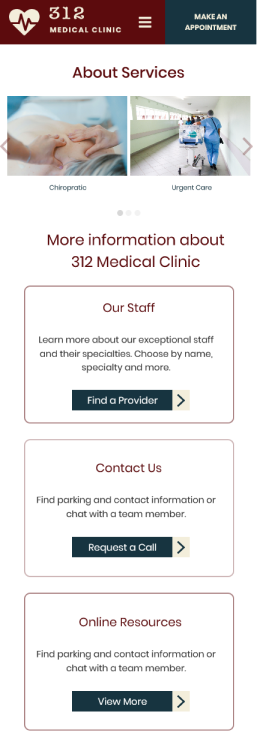 312
MEDICAL CLINIC
MAKE AN
APPOINTMENT
About Services
Chiropratic
Urgent Care
More information about
312 Medical Clinic
Our Staff
Learn more about our exceptional staff
and their specialties. Choose by name,
specialty and more.
Find a Provider
Contact Us
Find parking and contact information or
chat with a team member.
Request a Call
Online Resources
Find parking and contact information or
chat with a team member.
View More